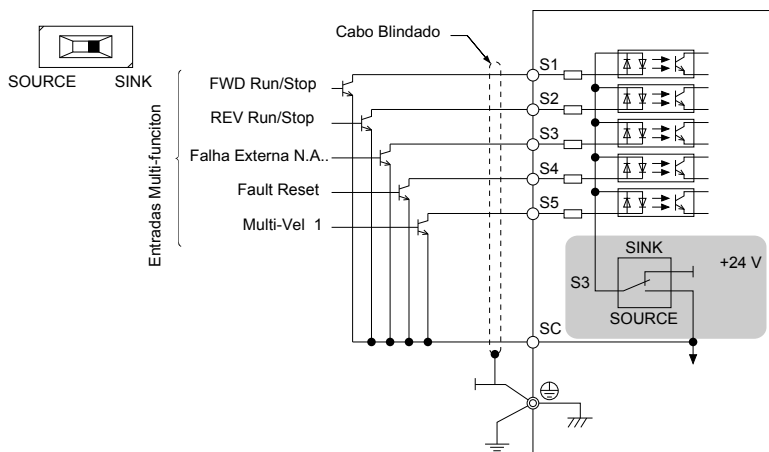 Cabo Blindado
SOURCE SINK
Entradas Multi-funciton
FWD Run/Stop
REV Run/Stop
Falha Externa N.A..
Fault Reset
Multi-Vel 1
S1
S2
S3
S4
S5
SINK
+24 V
S3
SOURCE
SC